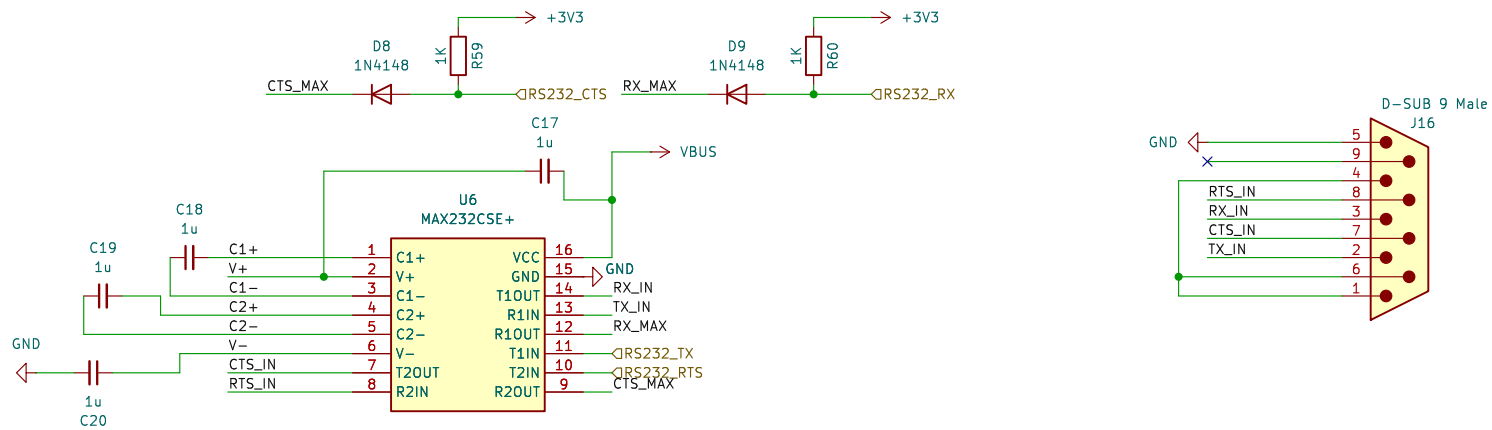 +3V3
+3V3
D8
1N4148
1K
R59
D9
1N4148
1K
R60
CTS_MAX
RS232_CTS
RX_MAX
RS232_RX
C17
1u
VBUS
U6
MAX232CSE+
C18
1u
C19
1u
C1+
V+
C1-
C2+
C2-
V-
CTS_IN
RTS_IN
GND
1u
C20
1 C1+
2 V+
3 C1-
4 C2+
5 C2-
6 V-
7 T2OUT
8 R2IN
VCC 16
GND 15 GND
T1OUT 14 RX_IN
R1IN 13 TX_IN
R1OUT 12 RX_MAX
T1IN 11 RS232_TX
T2IN 10 RS232_RTS
R2OUT 9 CTS_MAX
D-SUB 9 Male
J16
GND 5
9
4
RTS_IN 8
RX_IN 3
CTS_IN 7
TX_IN 2
6
1